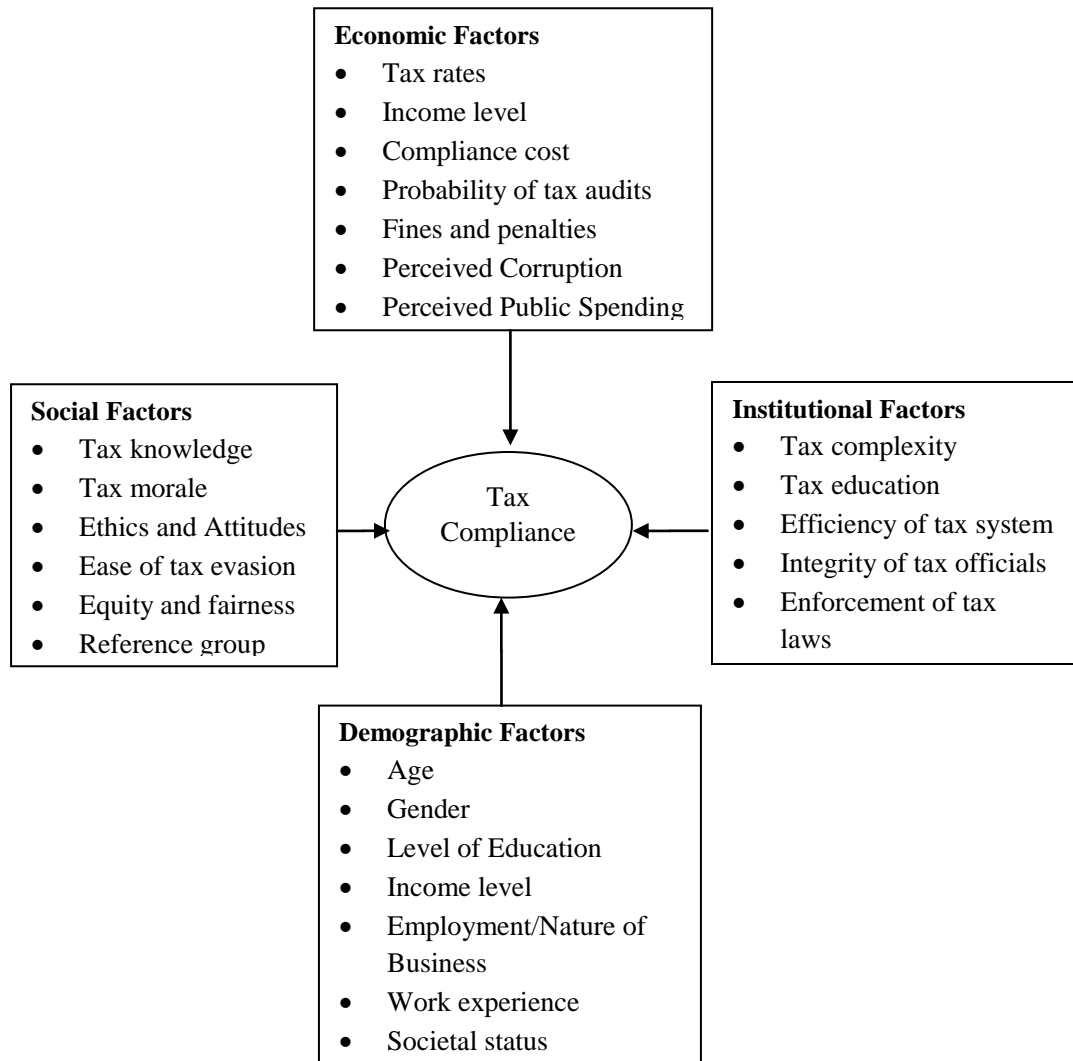 Economic Factors
• Tax rates
• Income level
• Compliance cost
• Probability of tax audits
• Fines and penalties
• Perceived Corruption
• Perceived Public Spending
Social Factors
• Tax knowledge
• Tax morale
• Ethics and Attitudes
• Ease of tax evasion
• Equity and fairness
• Reference group
Tax
Compliance
Institutional Factors
• Tax complexity
• Tax education
• Efficiency of tax system
• Integrity of tax officials
• Enforcement of tax
laws
Demographic Factors
• Age
• Gender
• Level of Education
• Income level
• Employment/Nature of
Business
• Work experience
• Societal status